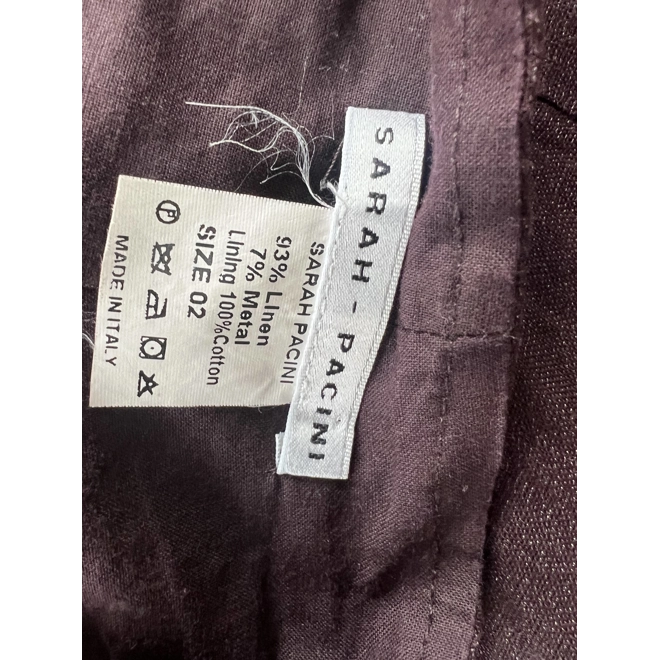 SARAH - PACINI
SARAH PACINI
93% Linen
7% Metal
Lining 100%Cotton
SIZE 02
P
MADE IN ITALY